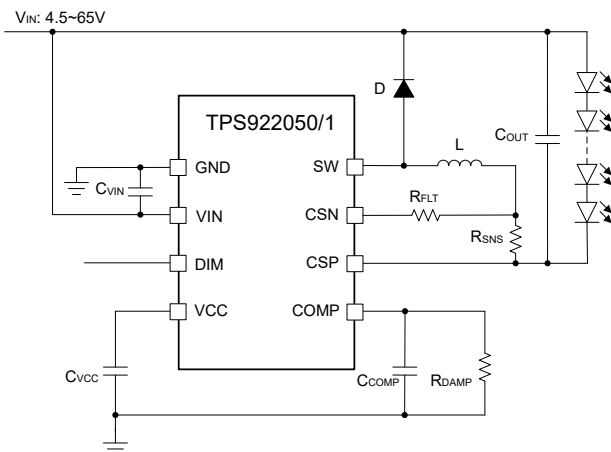 VIN: 4.5~65V
D
TPS922050/1
COUT
L
GND
SW
CVIN
RFLT
VIN
CSN
RSNS
DIM
CSP
VCC
COMP
CVCC
CCOMP
RDAMP